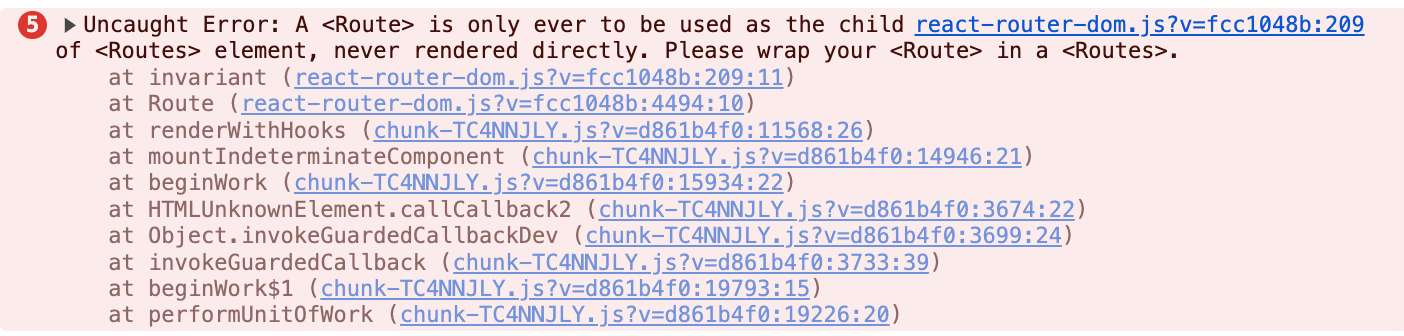 5 ▶Uncaught Error: A <Route> is only ever to be used as the child react-router-dom.js?v=fcc1048b:209
of <Routes> element, never rendered directly. Please wrap your <Route> in a <Routes>.
at invariant (react-router-dom.js?v=fcc1048b:209:11)
at Route (react-router-dom.js?v=fcc1048b:4494:10)
at renderWithHooks (chunk-TC4NNJLY.js?v=d861b4f0:11568:26)
at mountIndeterminateComponent (chunk-TC4NNJLY.js?v=d861b4f0:14946:21)
at beginWork (chunk-TC4NNJLY.js?v=d861b4f0:15934:22)
at HTMLUnknownElement.callCallback2 (chunk-TC4NNJLY.js?v=d861b4f0:3674:22)
at Object.invokeGuardedCallbackDev (chunk-TC4NNJLY.js?v=d861b4f0:3699:24)
at invokeGuardedCallback (chunk-TC4NNJLY.js?v=d861b4f0:3733:39)
at beginWork$1 (chunk-TC4NNJLY.js?v=d861b4f0:19793:15)
at performUnitOfWork (chunk-TC4NNJLY.js?v=d861b4f0:19226:20)